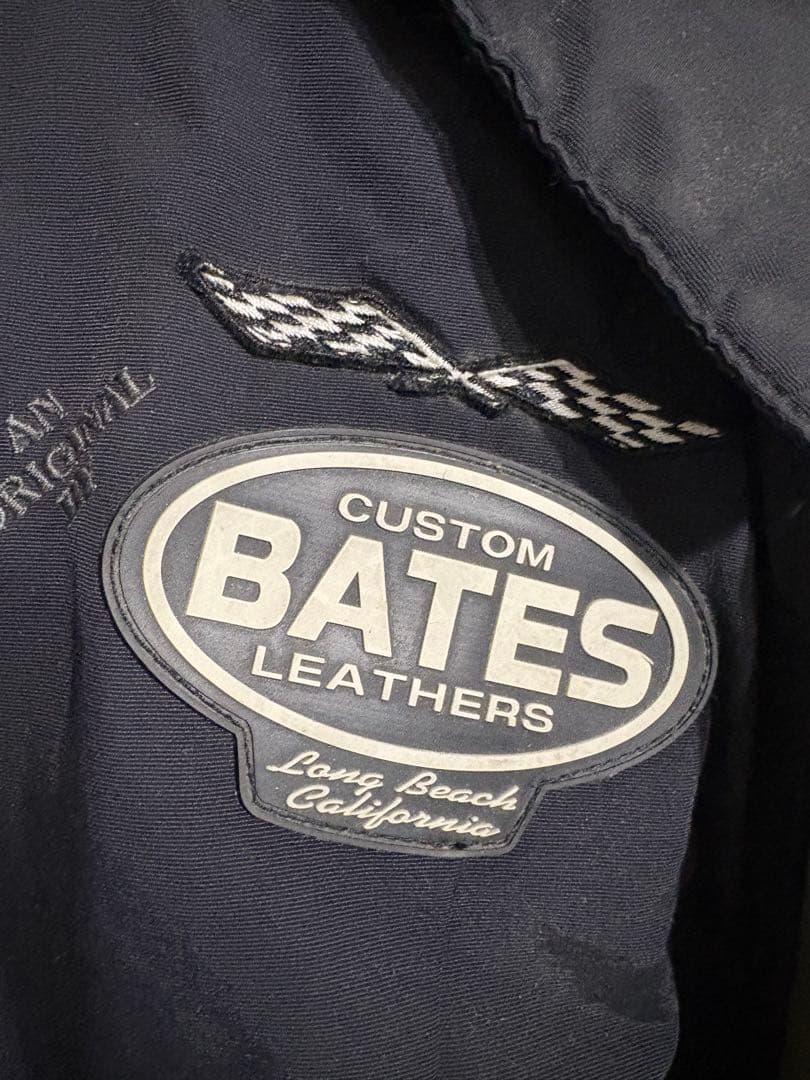 AN
ORIGINAL
CUSTOM
BATES
LEATHERS
Long Beach
California